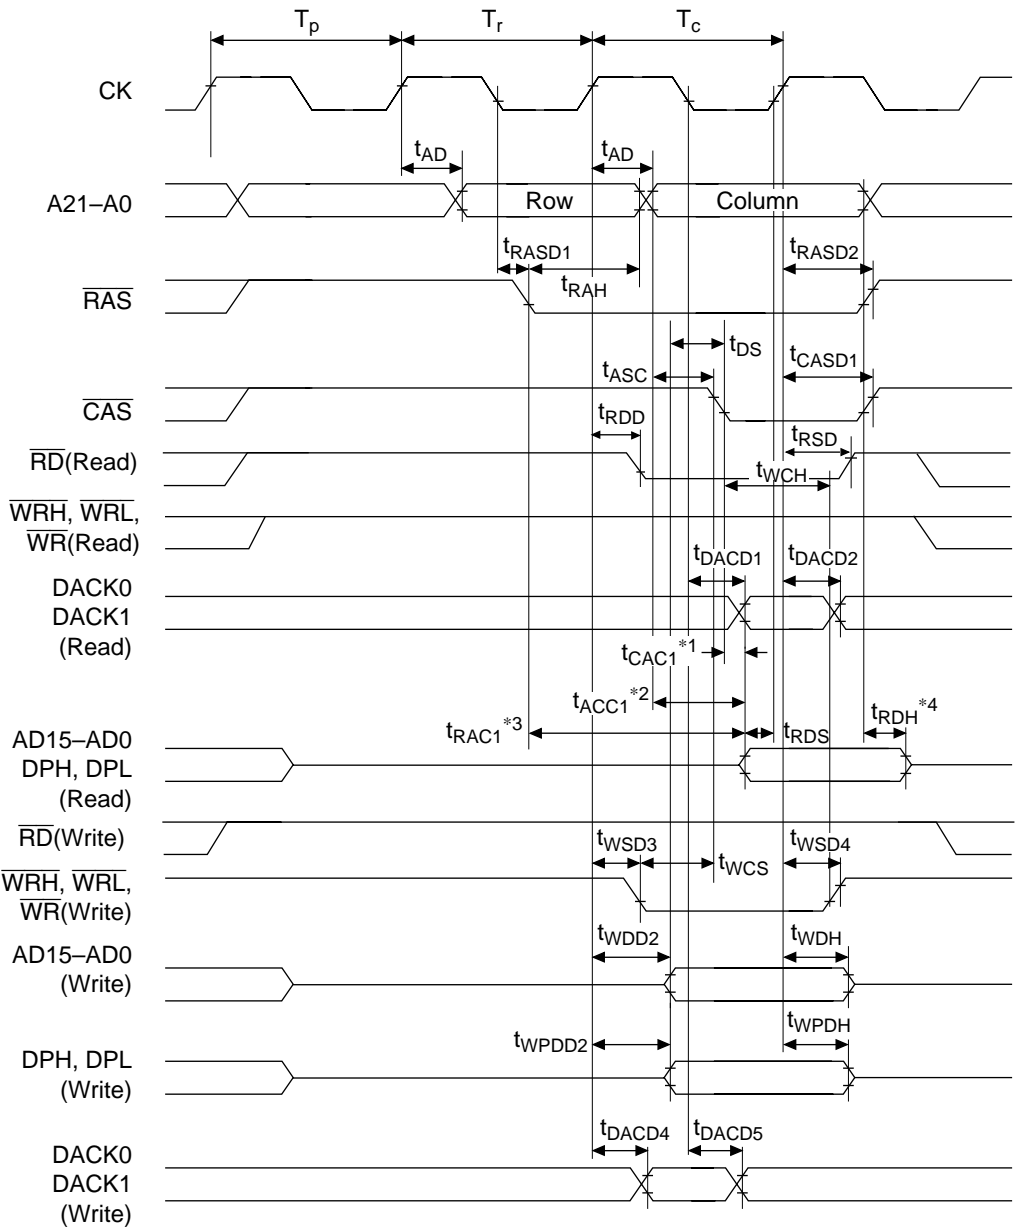 Tp Tr Tc
CK
tAD tAD
A21–A0 Row Column
tRASD1 tRASD2
tRAH
RAS
tDS
tASC tCASD1
CAS
tRDD tRSD
RD(Read)
tWCH
WRH, WRL,
WR(Read)
tDACD1 tDACD2
DACK0
DACK1
(Read)
tCAC1*1
tACC1*2
tRAC1*3 tRDS tRDH*4
AD15–AD0
DPH, DPL
(Read)
RD(Write)
tWSD3 tWCS tWSD4
WRH, WRL,
WR(Write)
tWDD2 tWDH
AD15–AD0
(Write)
tWPDD2 tWPDH
DPH, DPL
(Write)
tDACD4 tDACD5
DACK0
DACK1
(Write)